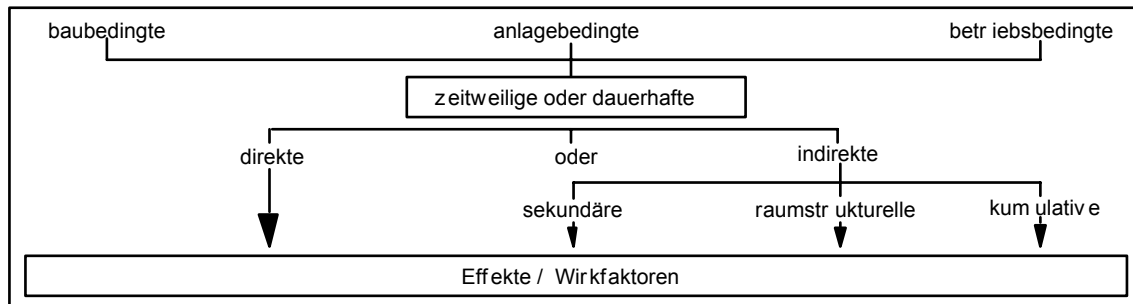 baubedingte anlagebedingte betriebsbedingte
zeitweilige oder dauerhafte
direkte oder indirekte
sekundäre raumstrukturelle kumulative
Effekte / Wirkfaktoren